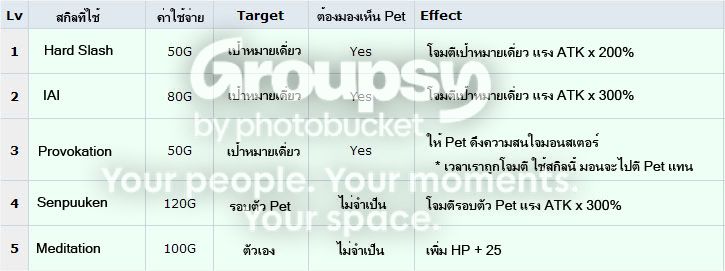 Lv สกิลที่ใช้ ค่าใช้จ่าย Target ต้องมองเห็น Pet Effect
1 Hard Slash 50G เป้าหมายเดี่ยว Yes โจมตีเป้าหมายเดี่ยว แรง ATK x 200%
2 IAI 80G เป้าหมายเดี่ยว Yes โจมตีเป้าหมายเดี่ยว แรง ATK x 300%
3 Provokation 50G เป้าหมายเดี่ยว Yes ให้ Pet ดึงความสนใจมอนสเตอร์
* เวลาเราถูกโจมตี ใช้สกิลนี้ มอนจะไปตี Pet แทน
4 Senpuuken 120G รอบตัว Pet ไม่จำเป็น โจมตีรอบตัว Pet แรง ATK x 300%
5 Meditation 100G ตัวเอง ไม่จำเป็น เพิ่ม HP + 25
Groupsy
by photobucket
Your people. Your moments.
Your space.